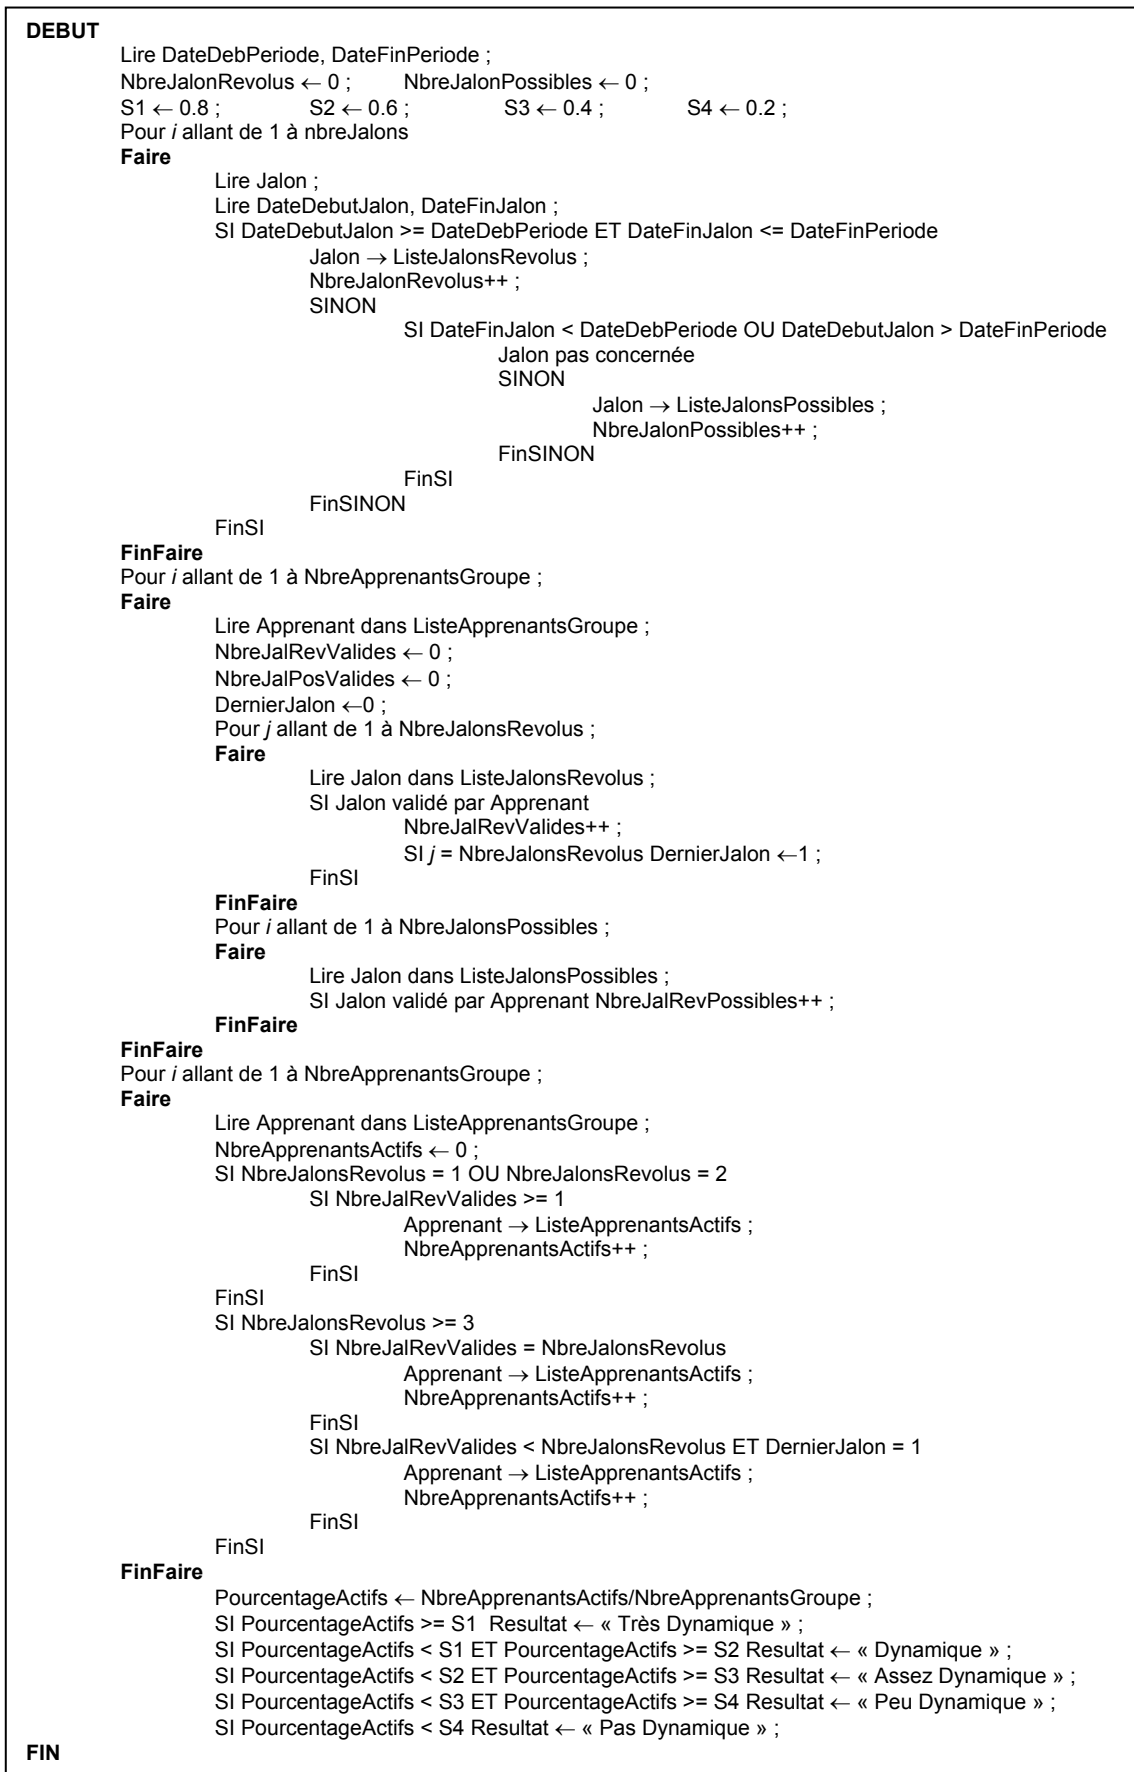 DEBUT
Lire DateDebPeriode, DateFinPeriode ;
NbreJalonRevolus ← 0 ; NbreJalonPossibles ← 0 ;
S1 ← 0.8 ; S2 ← 0.6 ; S3 ← 0.4 ; S4 ← 0.2 ;
Pour i allant de 1 à nbreJalons
Faire
Lire Jalon ;
Lire DateDebutJalon, DateFinJalon ;
SI DateDebutJalon >= DateDebPeriode ET DateFinJalon <= DateFinPeriode
Jalon → ListeJalonsRevolus ;
NbreJalonRevolus++ ;
SINON
SI DateFinJalon < DateDebPeriode OU DateDebutJalon > DateFinPeriode
Jalon pas concernée
SINON
Jalon → ListeJalonsPossibles ;
NbreJalonPossibles++ ;
FinSINON
FinSI
FinSINON
FinSI
FinFaire
Pour i allant de 1 à NbreApprenantsGroupe ;
Faire
Lire Apprenant dans ListeApprenantsGroupe ;
NbreJalRevValides ← 0 ;
NbreJalPosValides ← 0 ;
DernierJalon ←0 ;
Pour j allant de 1 à NbreJalonsRevolus ;
Faire
Lire Jalon dans ListeJalonsRevolus ;
SI Jalon validé par Apprenant
NbreJalRevValides++ ;
SI j = NbreJalonsRevolus DernierJalon ←1 ;
FinSI
FinFaire
Pour i allant de 1 à NbreJalonsPossibles ;
Faire
Lire Jalon dans ListeJalonsPossibles ;
SI Jalon validé par Apprenant NbreJalRevPossibles++ ;
FinFaire
FinFaire
Pour i allant de 1 à NbreApprenantsGroupe ;
Faire
Lire Apprenant dans ListeApprenantsGroupe ;
NbreApprenantsActifs ← 0 ;
SI NbreJalonsRevolus = 1 OU NbreJalonsRevolus = 2
SI NbreJalRevValides >= 1
Apprenant → ListeApprenantsActifs ;
NbreApprenantsActifs++ ;
FinSI
FinSI
SI NbreJalonsRevolus >= 3
SI NbreJalRevValides = NbreJalonsRevolus
Apprenant → ListeApprenantsActifs ;
NbreApprenantsActifs++ ;
FinSI
SI NbreJalRevValides < NbreJalonsRevolus ET DernierJalon = 1
Apprenant → ListeApprenantsActifs ;
NbreApprenantsActifs++ ;
FinSI
FinSI
FinFaire
PourcentageActifs ← NbreApprenantsActifs/NbreApprenantsGroupe ;
SI PourcentageActifs >= S1 Resultat ← « Très Dynamique » ;
SI PourcentageActifs < S1 ET PourcentageActifs >= S2 Resultat ← « Dynamique » ;
SI PourcentageActifs < S2 ET PourcentageActifs >= S3 Resultat ← « Assez Dynamique » ;
SI PourcentageActifs < S3 ET PourcentageActifs >= S4 Resultat ← « Peu Dynamique » ;
SI PourcentageActifs < S4 Resultat ← « Pas Dynamique » ;
FIN